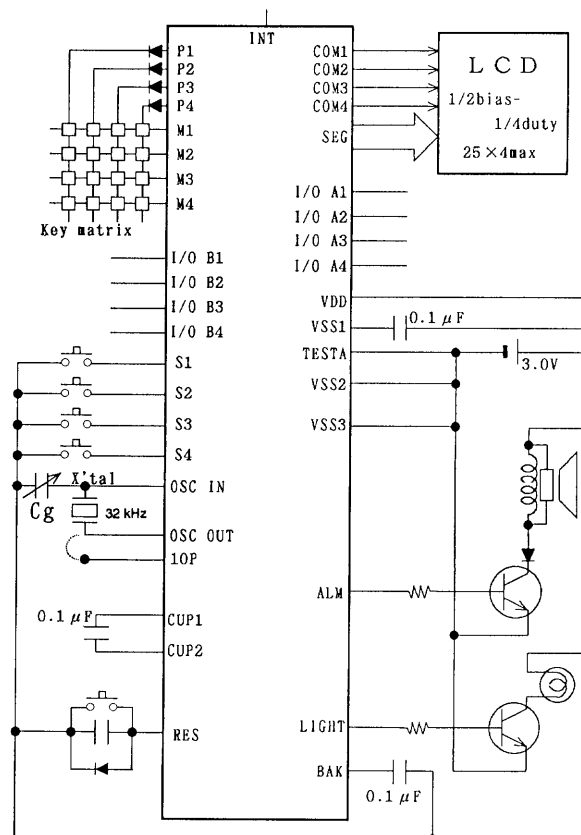 INT
P1
P2
P3
P4
M1
M2
M3
M4
Key matrix
I/O B1
I/O B2
I/O B3
I/O B4
S1
S2
S3
S4
X'tal
OSC IN
Cg
32 kHz
OSC OUT
10P
CUP1
0.1 μF
CUP2
RES
COM1
COM2
COM3
COM4
SEG
LCD
1/2bias-
1/4duty
25×4max
I/O A1
I/O A2
I/O A3
I/O A4
VDD
VSS1
0.1 μF
TESTA
3.0V
VSS2
VSS3
ALM
LIGHT
BAK
0.1 μF